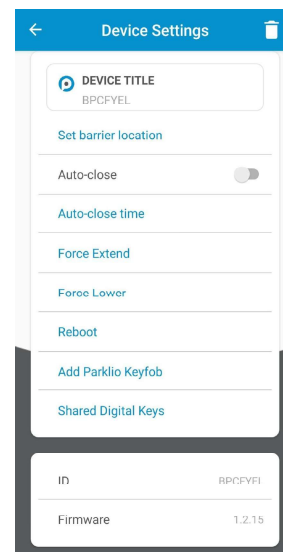 Device Settings
DEVICE TITLE
BPCFYEL
Set barrier location
Auto-close
Auto-close time
Force Extend
Force Lower
Reboot
Add Parklio Keyfob
Shared Digital Keys
ID BPCFYEL
Firmware 1.2.15